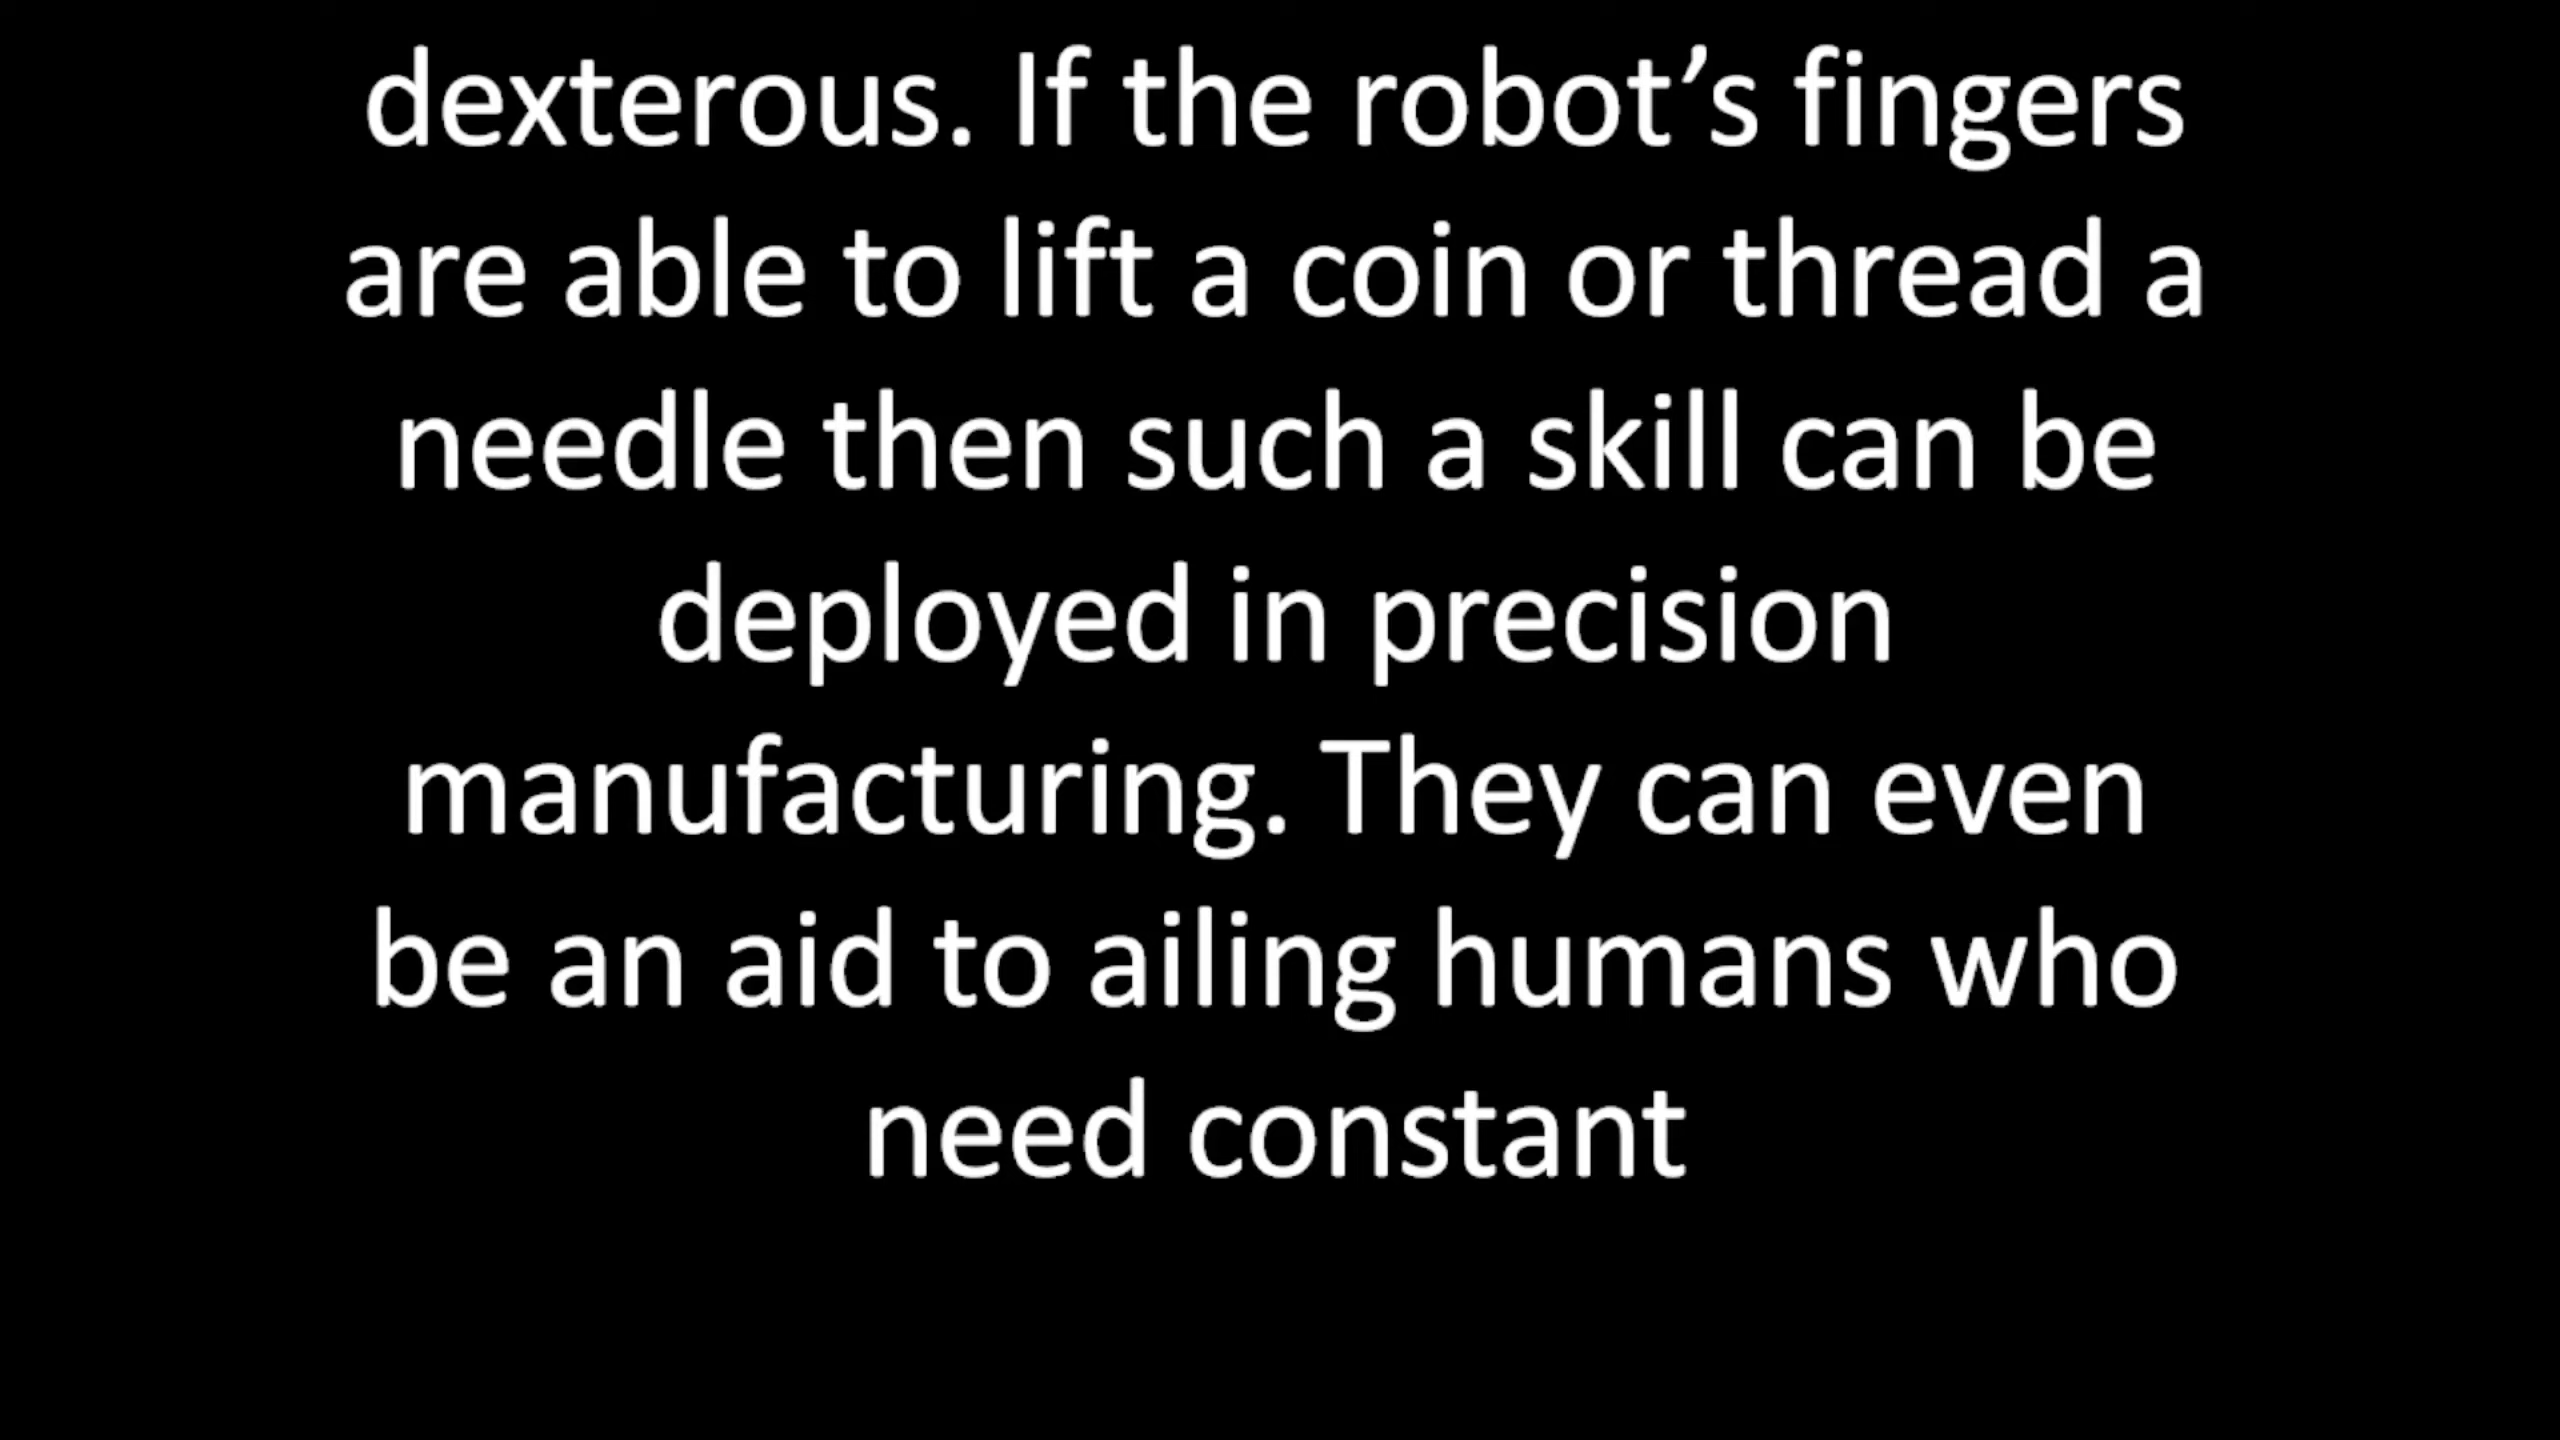 dexterous. If the robot’s fingers
are able to lift a coin or thread a
needle then such a skill can be
deployed in precision
manufacturing. They can even
be an aid to ailing humans who
need constant